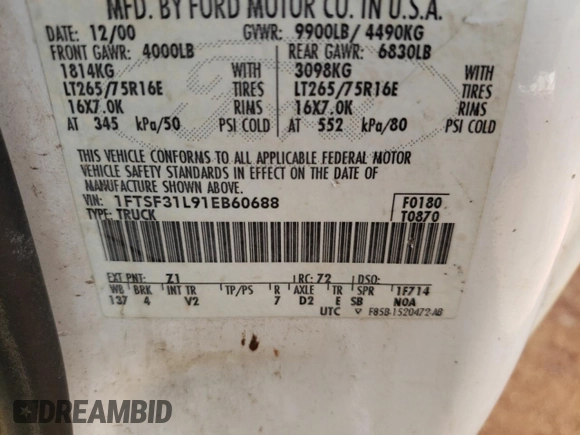 MFD. BY FORD MOTOR CO. IN U.S.A.
DATE: 12/00 GVWR: 9900LB/ 4490KG
FRONT GAWR: 4000LB REAR GAWR: 6830LB
1814KG WITH 3098KG WITH
LT265/75R16E TIRES LT265/75R16E TIRES
16X7.0K RIMS 16X7.0K RIMS
AT 345 kPa/50 PSI COLD AT 552 kPa/80 PSI COLD
THIS VEHICLE CONFORMS TO ALL APPLICABLE FEDERAL MOTOR
VEHICLE SAFETY STANDARDS IN EFFECT ON THE DATE OF
MANUFACTURE SHOWN ABOVE.
VIN: 1FTSF31L91EB60688 F0180
TYPE: TRUCK T0870
EXT PNT: Z1 RC: 72 DSO:
WB BRK INT TR TP/PS R AXLE TR SPR 1F714
137 4 V2 7 D2 E SB N0A
UTC F85B-1520472-AB
DREAMBID